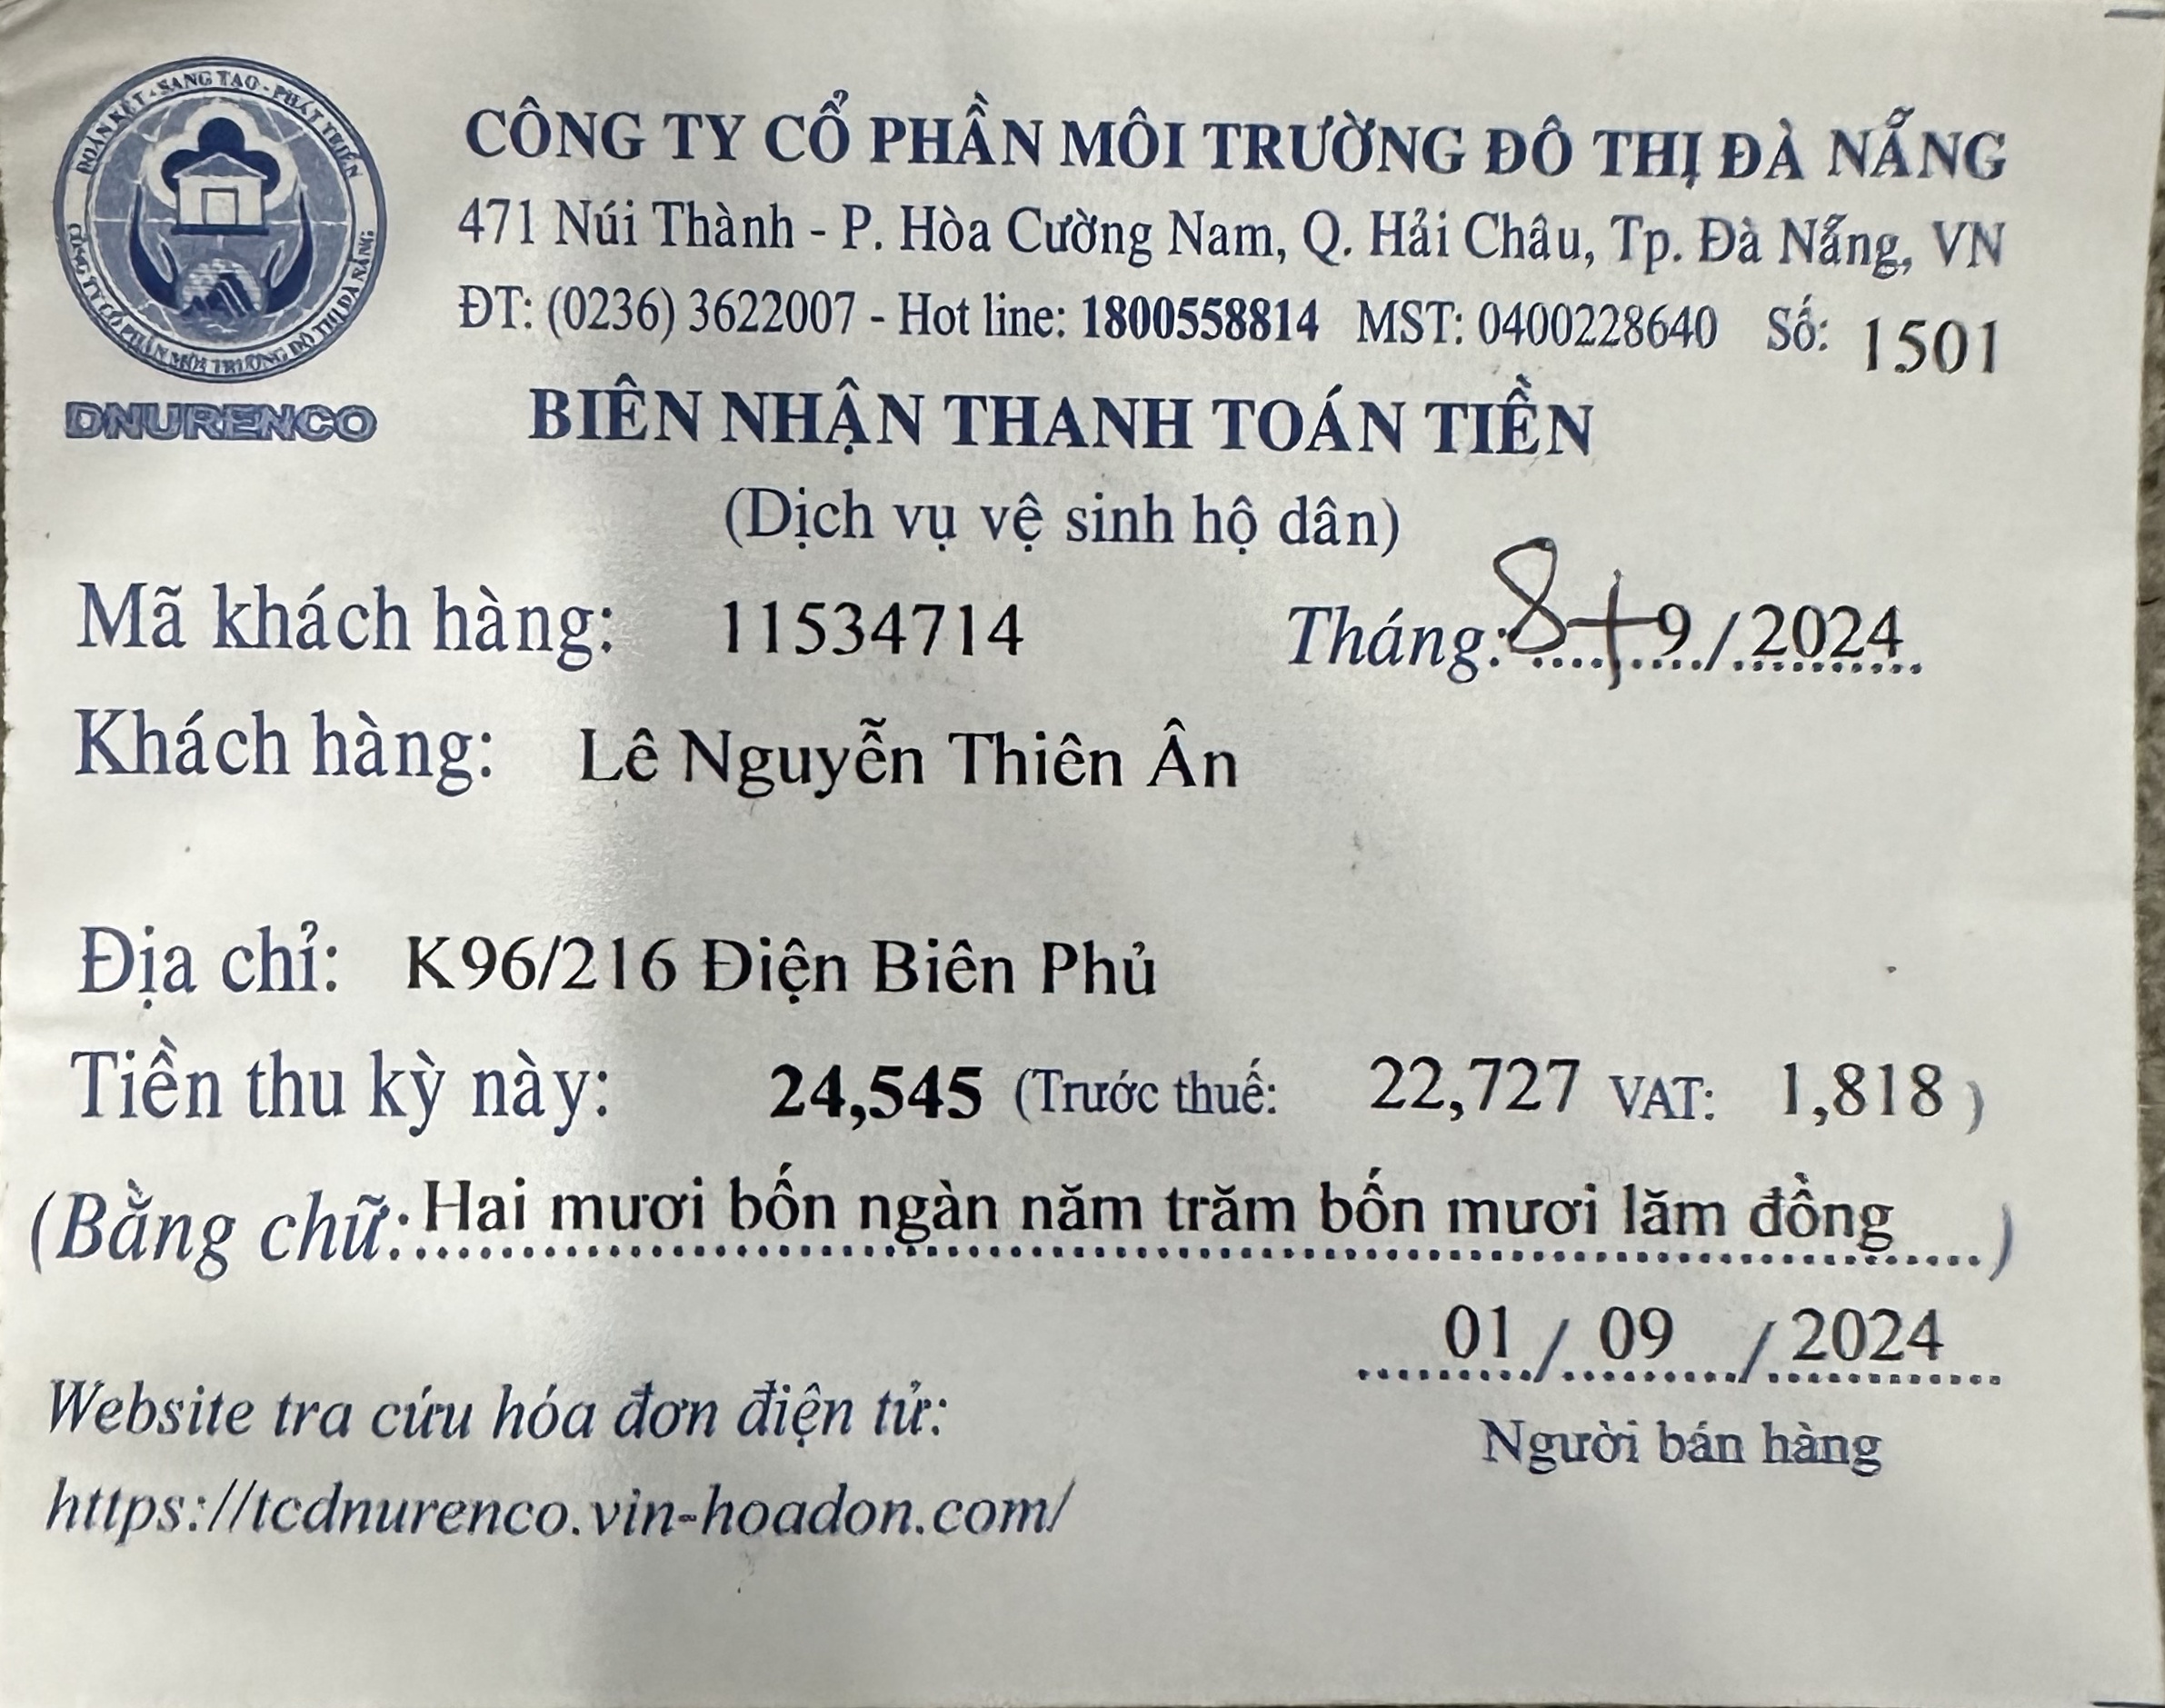 ĐOÀN KẾT - SÁNG TẠO - PHÁT TRIỂN
CÔNG TY CỔ PHẦN MÔI TRƯỜNG ĐÔ THỊ ĐÀ NẴNG
DNURENCO
CÔNG TY CỔ PHẦN MÔI TRƯỜNG ĐÔ THỊ ĐÀ NẴNG
471 Núi Thành - P. Hòa Cường Nam, Q. Hải Châu, Tp. Đà Nẵng, VN
ĐT: (0236) 3622007 - Hot line: 1800558814 MST: 0400228640 Số: 1501
BIÊN NHẬN THANH TOÁN TIỀN
(Dịch vụ vệ sinh hộ dân)
Mã khách hàng: 11534714 Tháng: 8+9/2024
Khách hàng: Lê Nguyễn Thiên Ân
Địa chỉ: K96/216 Điện Biên Phủ
Tiền thu kỳ này: 24,545 (Trước thuế: 22,727 VAT: 1,818 )
(Bằng chữ: Hai mươi bốn ngàn năm trăm bốn mươi lăm đồng )
01 / 09 / 2024
Người bán hàng
Website tra cứu hóa đơn điện tử:
https://tcdnurenco.vin-hoadon.com/